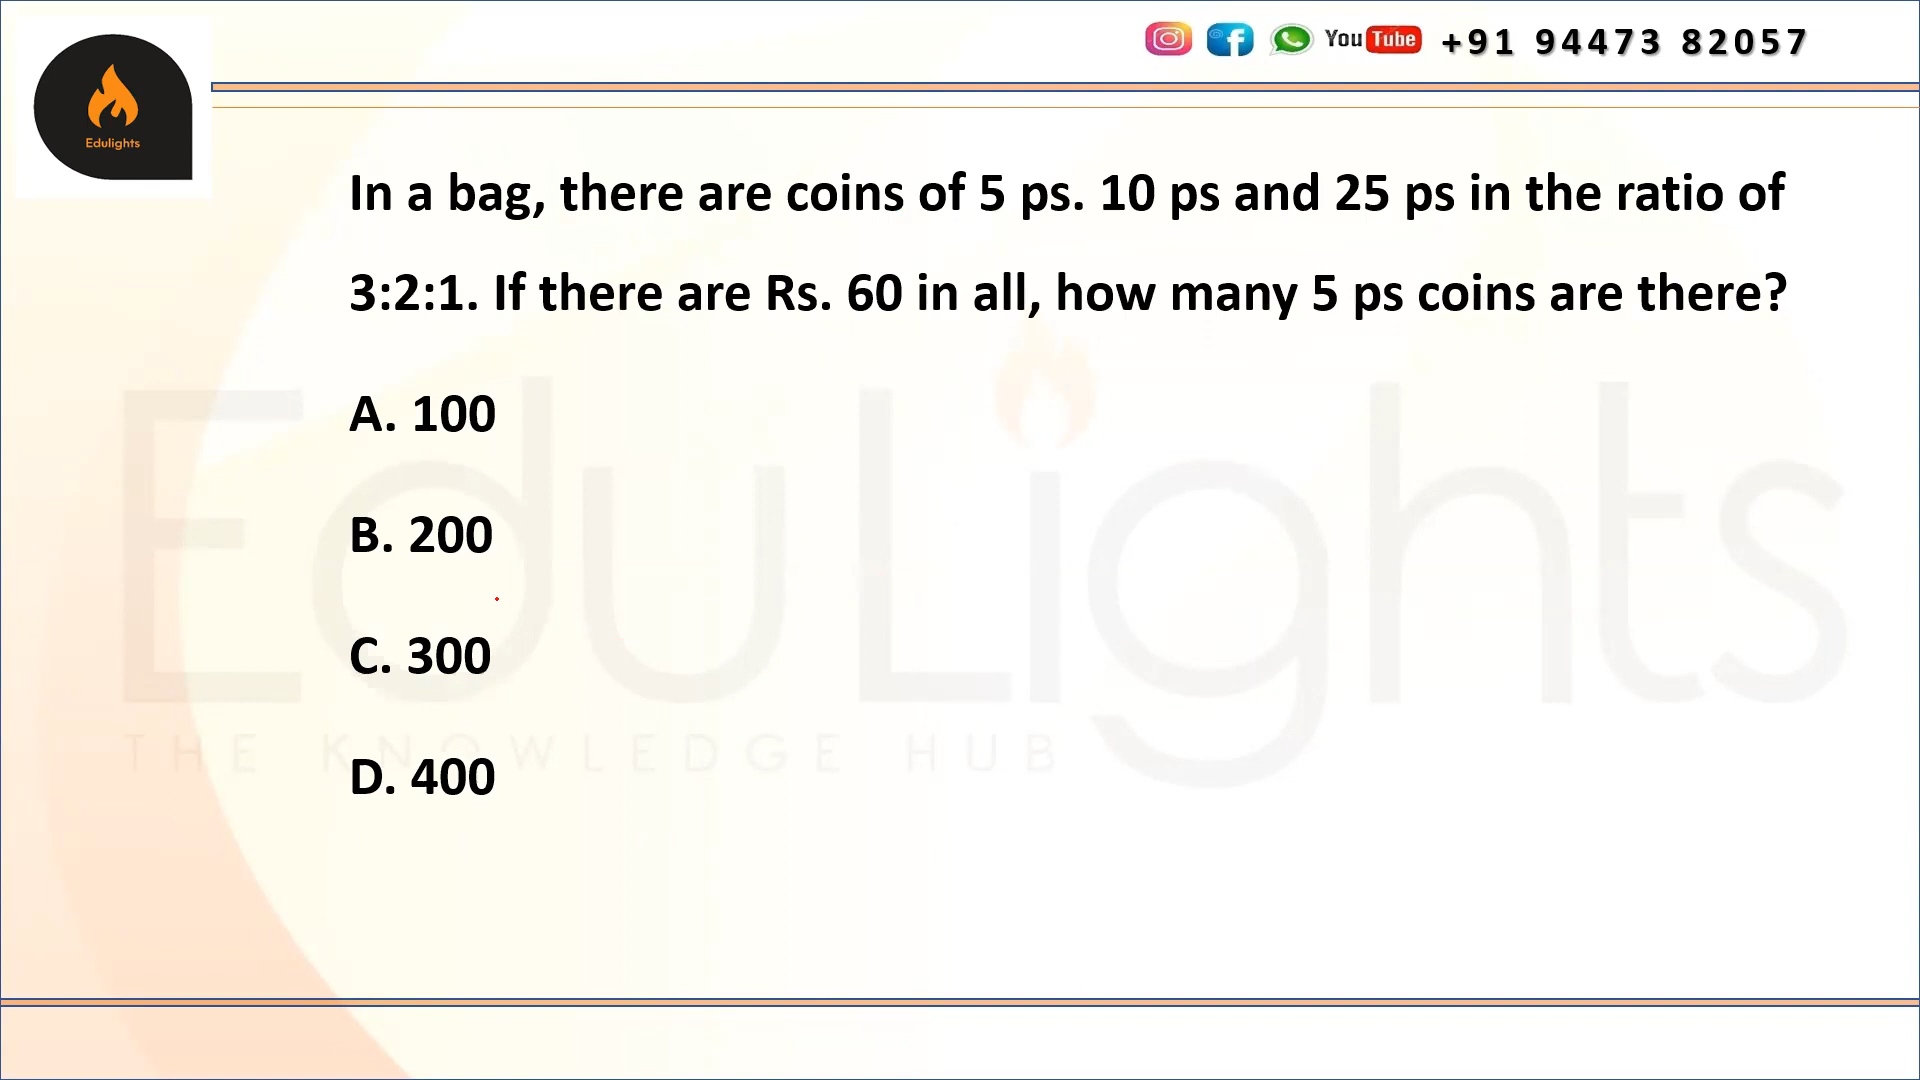 You Tube +91 94473 82057
Edulights
In a bag, there are coins of 5 ps. 10 ps and 25 ps in the ratio of
3:2:1. If there are Rs. 60 in all, how many 5 ps coins are there?
A. 100
B. 200
C. 300
D. 400
EduLights
THE KNOWLEDGE HUB